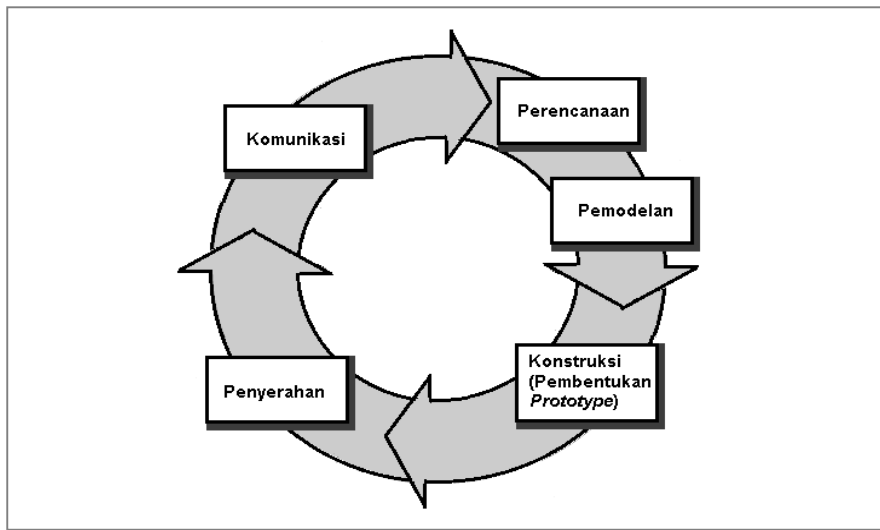 Komunikasi
Perencanaan
Pemodelan
Konstruksi
(Pembentukan
Prototype)
Penyerahan